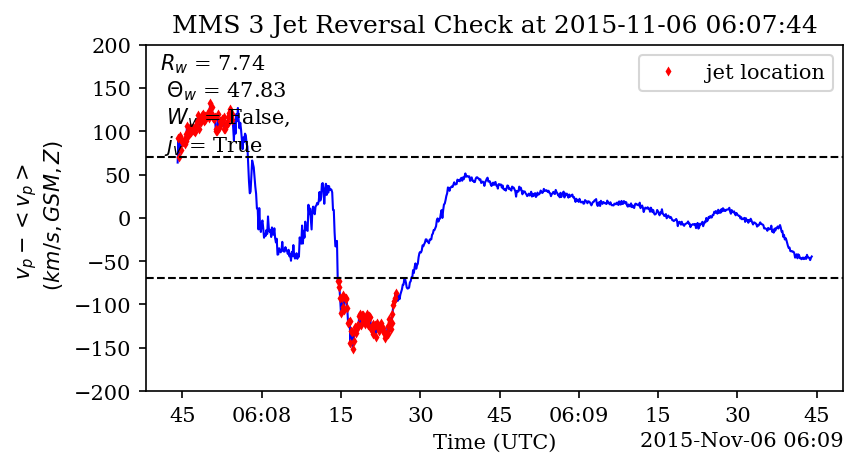 MMS 3 Jet Reversal Check at 2015-11-06 06:07:44
R_w = 7.74
Θ_w = 47.83
W_v = False,
j_v = True
jet location
v_p − < v_p >
(km/s, GSM, Z)
200
150
100
50
0
−50
−100
−150
−200
45 06:08 15 30 45 06:09 15 30 45
Time (UTC)
2015-Nov-06 06:09